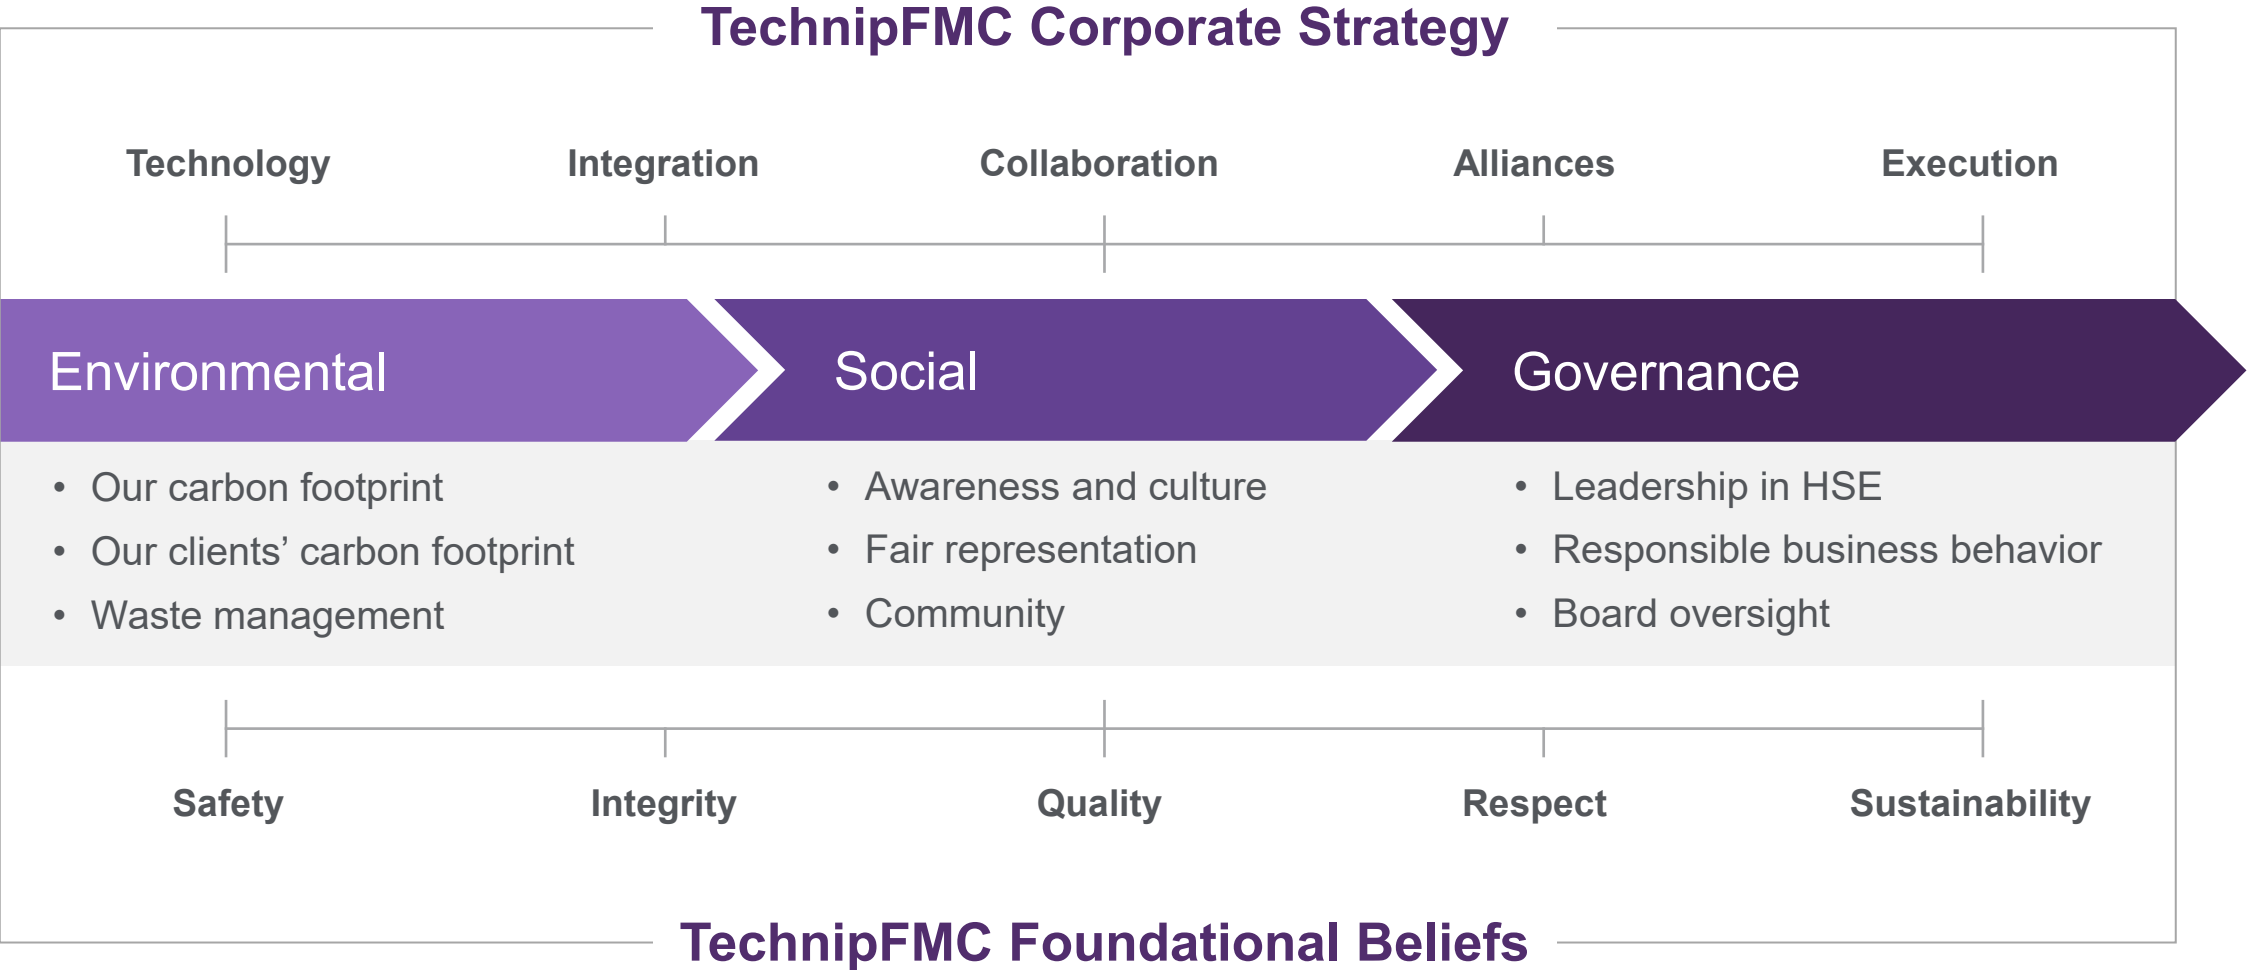 TechnipFMC Corporate Strategy
Technology
Integration
Collaboration
Alliances
Execution
Environmental
• Our carbon footprint
• Our clients’ carbon footprint
• Waste management
Social
• Awareness and culture
• Fair representation
• Community
Governance
• Leadership in HSE
• Responsible business behavior
• Board oversight
Safety
Integrity
Quality
Respect
Sustainability
TechnipFMC Foundational Beliefs